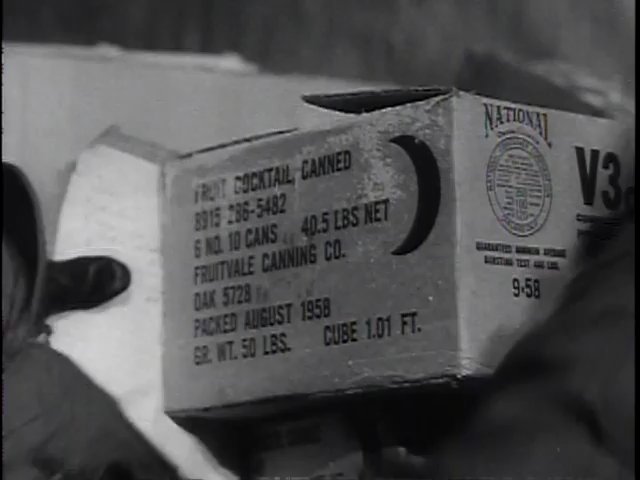 FRUIT COCKTAIL, CANNED
8915 286-5482
6 NO. 10 CANS 40.5 LBS NET
FRUITVALE CANNING CO.
OAK 5728
PACKED AUGUST 1958
GR. WT. 50 LBS. CUBE 1.01 FT.
NATIONAL
V3
GUARANTEED MINIMUM AVERAGE
BURSTING TEST 400 LBS.
9-58